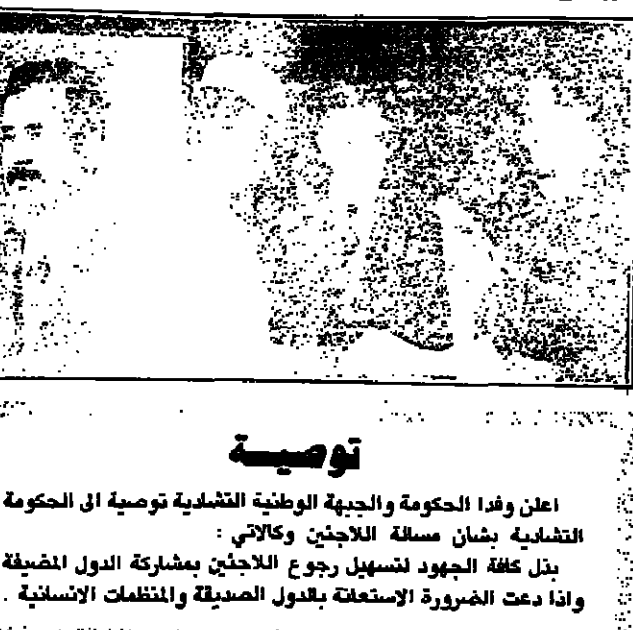 توصيـــة
اعلن وفدا الحكومة والجبهة الوطنية التشادية توصية الى الحكومة
التشادية بشان مسالة اللاجئين وكالاتي :
بذل كافة الجهود لتسهيل رجوع اللاجئين بمشاركة الدول المضيفة
واذا دعت الضرورة الاستعانة بالدول الصديقة والمنظمات الانسانية .